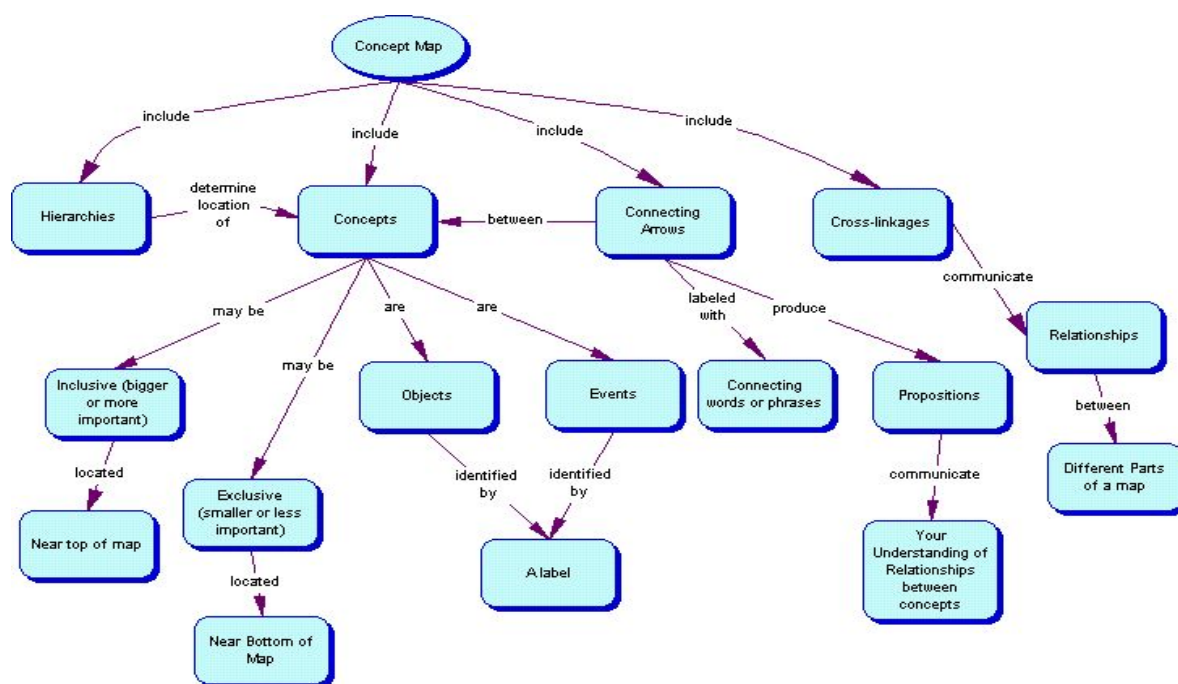 Concept Map
include
include
include
include
Hierarchies
determine
location
of
Concepts
between
Connecting
Arrows
Cross-linkages
communicate
may be
are
are
labeled
with
produce
Relationships
may be
Inclusive (bigger
or more
important)
Objects
Events
Connecting
words or phrases
Propositions
between
located
identified
by
identified
by
communicate
Different Parts
of a map
Near top of map
Exclusive
(smaller or less
important)
A label
Your
Understanding of
Relationships
between
concepts
located
Near Bottom of
Map